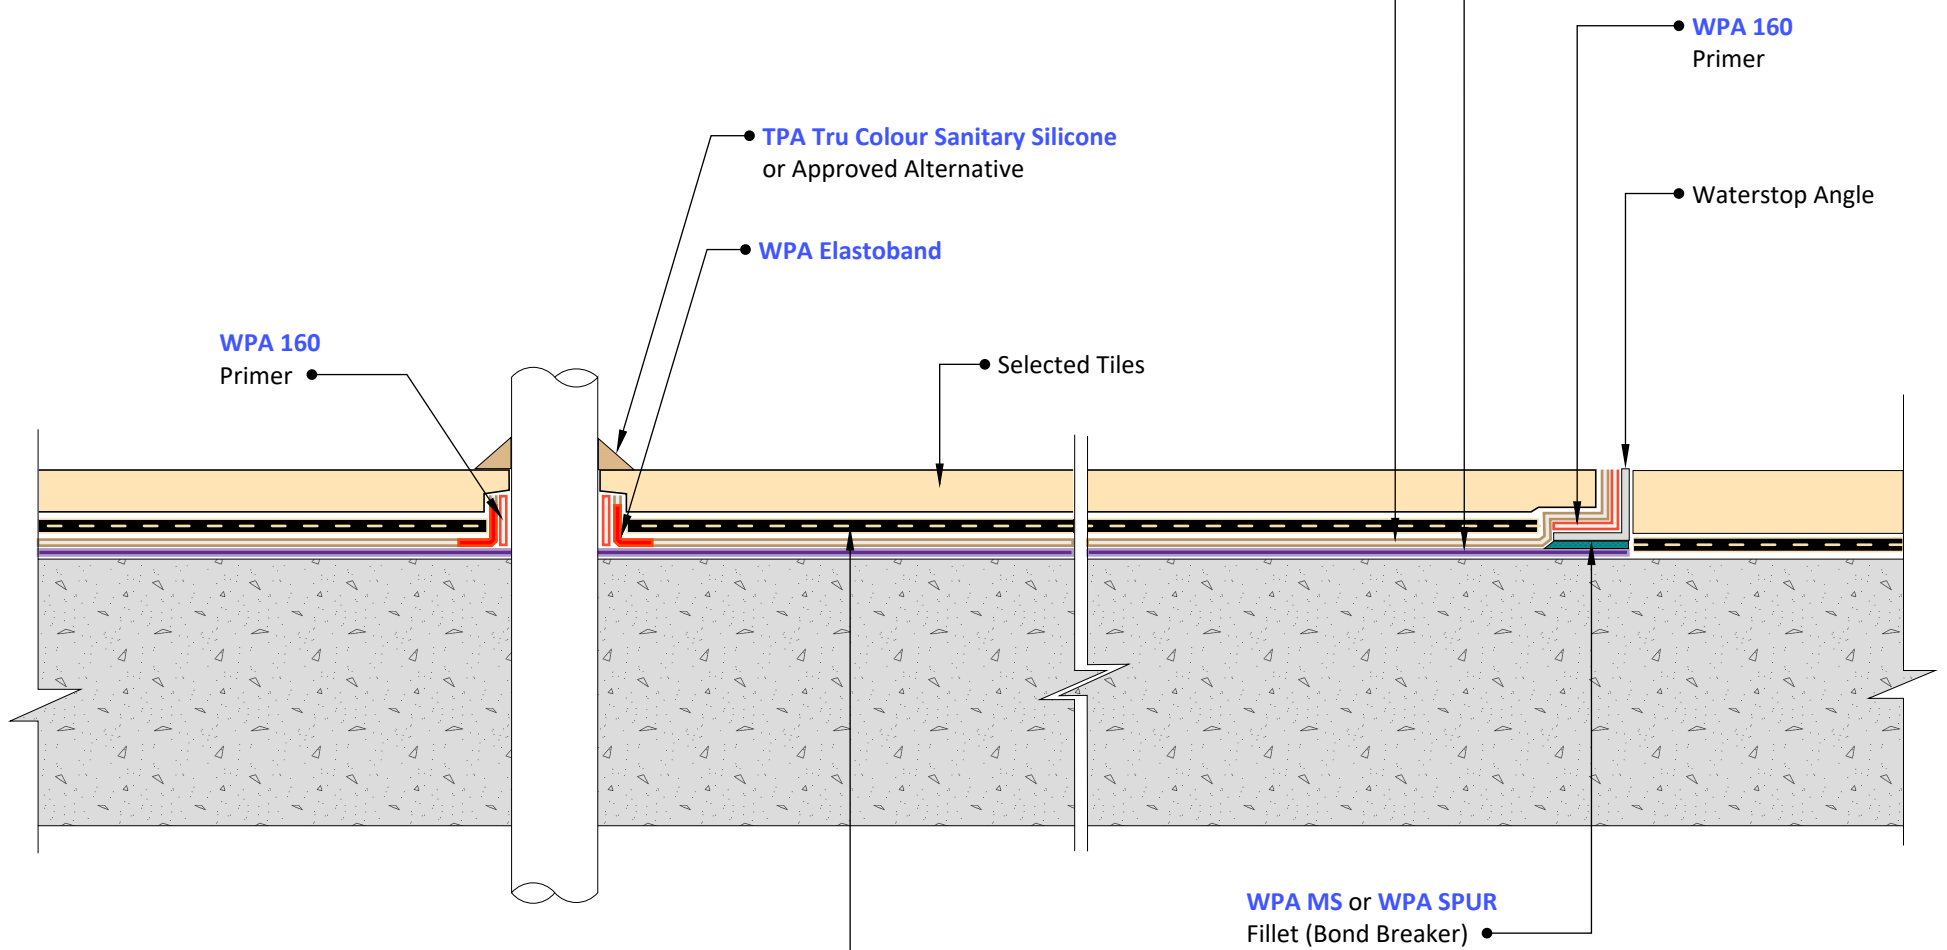 WPA 160
Primer
TPA Tru Colour Sanitary Silicone
or Approved Alternative
Waterstop Angle
WPA Elastoband
WPA 160
Primer
Selected Tiles
WPA MS or WPA SPUR
Fillet (Bond Breaker)